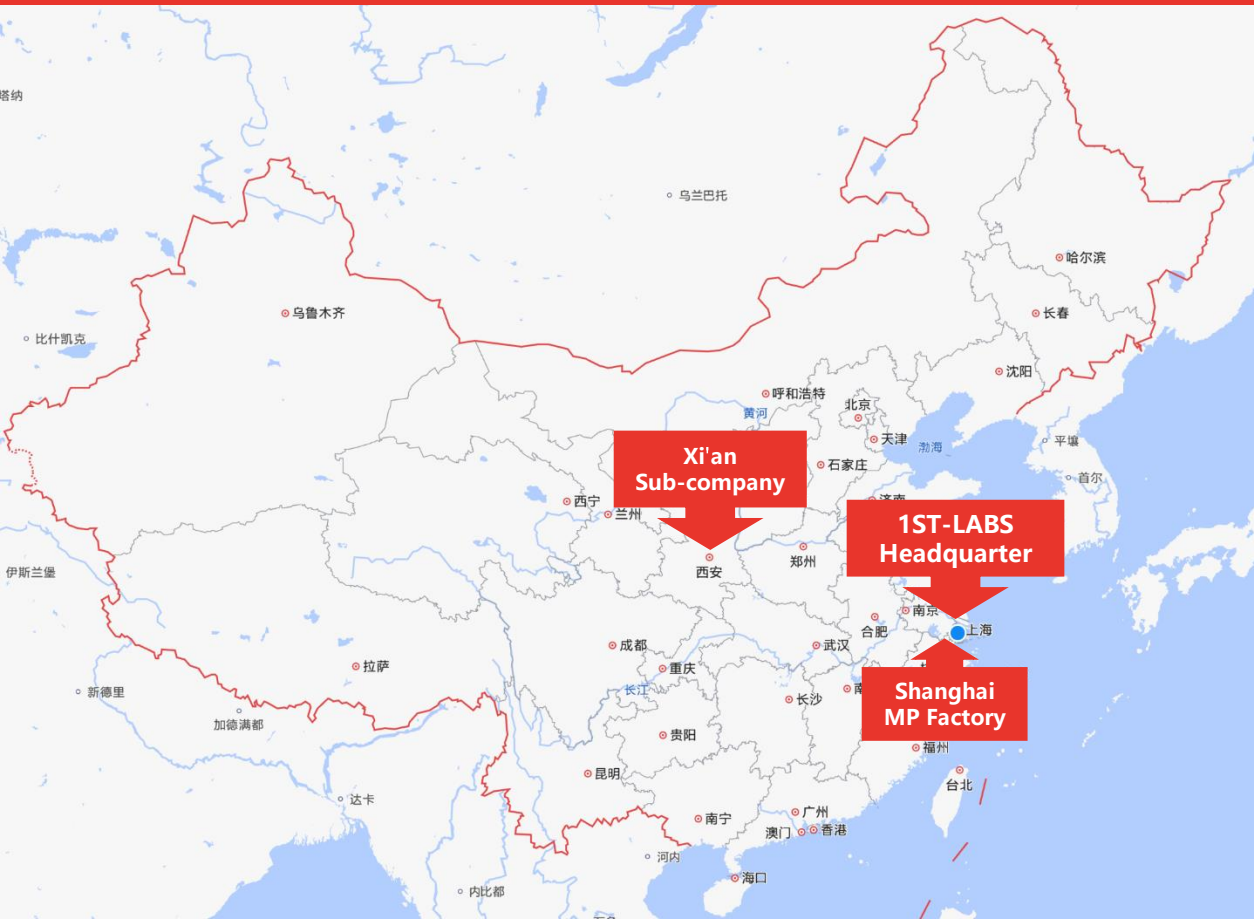 塔纳
乌兰巴托
哈尔滨
乌鲁木齐
长春
比什凯克
沈阳
呼和浩特
北京
黄河
天津
渤海
平壤
Xi'an
Sub-company
石家庄
首尔
西宁
济南
兰州
1ST-LABS
Headquarter
郑州
西安
伊斯兰堡
南京
合肥
上海
成都
武汉
拉萨
重庆
新德里
长江
Shanghai
MP Factory
长沙
加德满都
贵阳
福州
昆明
台北
达卡
南宁
广州
澳门
香港
河内
海口
内比都